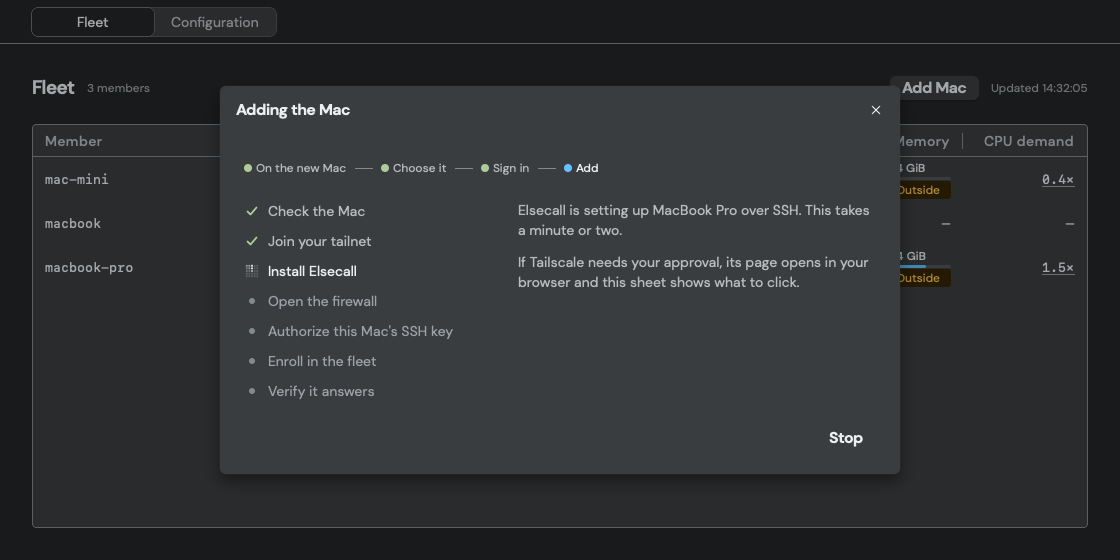 Fleet
Configuration
Fleet
3 members
Add Mac
Updated 14:32:05
Member
Memory
CPU demand
mac-mini
GiB
Outside
0.4×
macbook
—
—
macbook-pro
GiB
Outside
1.5×
Adding the Mac
On the new Mac
Choose it
Sign in
Add
Check the Mac
Join your tailnet
Install Elsecall
Open the firewall
Authorize this Mac's SSH key
Enroll in the fleet
Verify it answers
Elsecall is setting up MacBook Pro over SSH. This takes
a minute or two.
If Tailscale needs your approval, its page opens in your
browser and this sheet shows what to click.
Stop